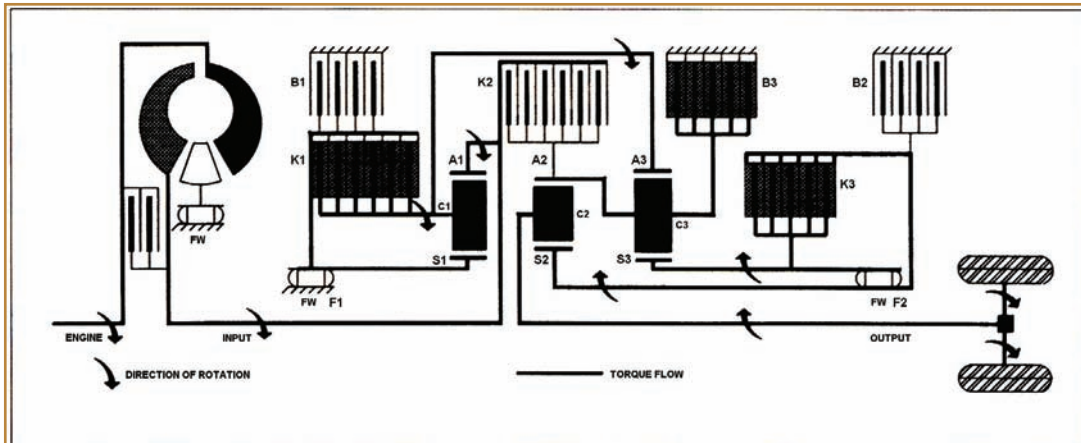 B1
K2
B3
B2
K1
A1
A2
A3
K3
C1
C2
C3
S1
S2
S3
FW
FW F1
FW F2
ENGINE
INPUT
OUTPUT
DIRECTION OF ROTATION
TORQUE FLOW